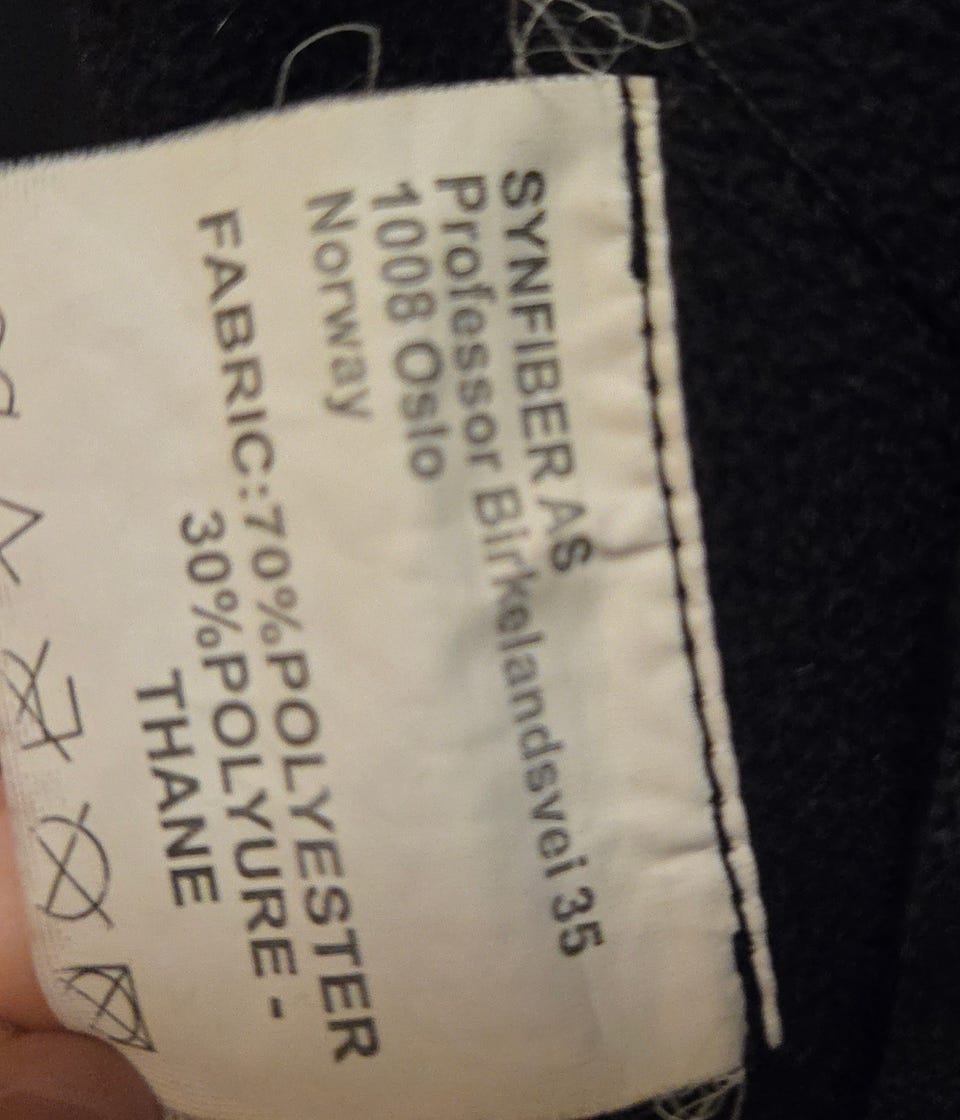 SYNFIBER AS
Professor Birkelandsvei 35
1008 Oslo
Norway
FABRIC:70%POLYESTER
30%POLYURE -
THANE